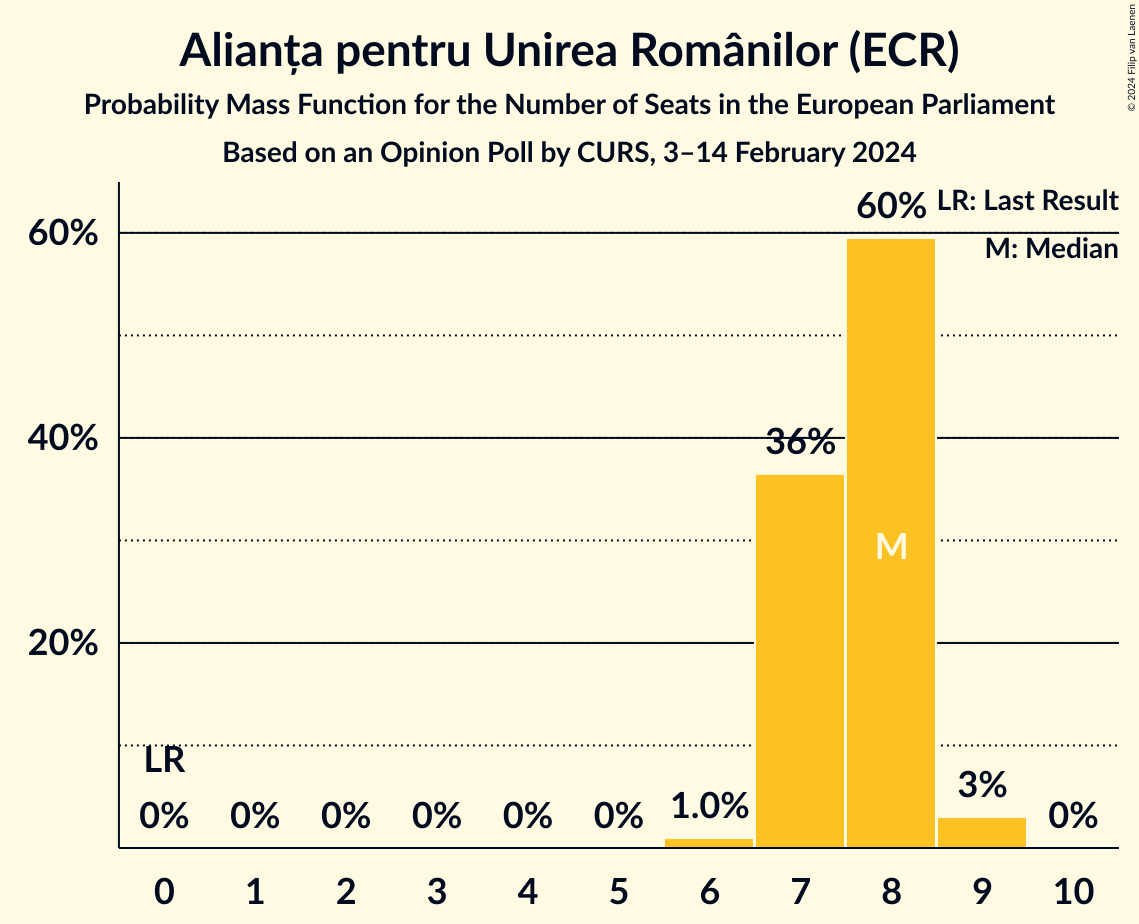 Alianța pentru Unirea Românilor (ECR)
Probability Mass Function for the Number of Seats in the European Parliament
Based on an Opinion Poll by CURS, 3–14 February 2024
© 2024 Filip van Laenen
LR: Last Result
M: Median
60%
40%
20%
LR
0%
0%
0%
0%
0%
0%
1.0%
36%
60%
M
3%
0%
0 1 2 3 4 5 6 7 8 9 10